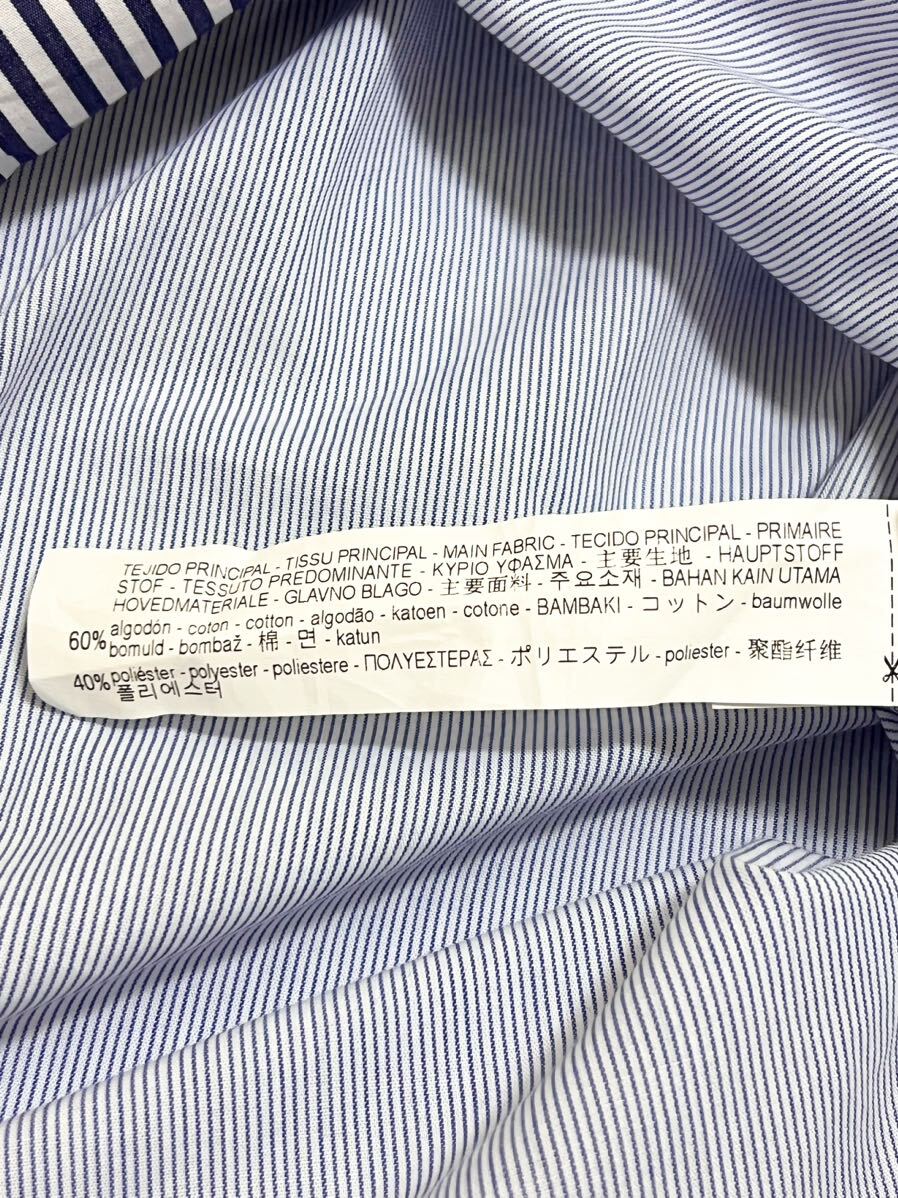 TEJIDO PRINCIPAL - TISSU PRINCIPAL - MAIN FABRIC - TECIDO PRINCIPAL - PRIMAIRE
STOF - TESSUTO PREDOMINANTE - ΚΥΡΙΟ ΥΦΑΣΜΑ - 主要生地 - HAUPTSTOFF
HOVEDMATERIALE - GLAVNO BLAGO - 主要面料 - 주요소재 - BAHAN KAIN UTAMA
60% algodón - coton - cotton - algodão - katoen - cotone - ΒΑΜΒΑΚΙ - コットン - baumwolle
bomuld - bombaž - 棉 - 면 - katun
40% poliéster - polyester - poliestere - ΠΟΛΥΕΣΤΕΡΑΣ - ポリエステル - poliester - 聚酯纤维
폴리에스터